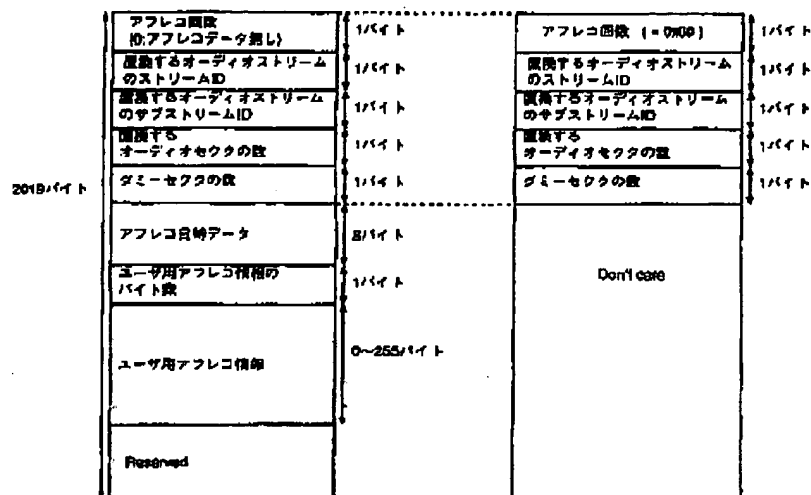 アフレコ回数
(0;アフレコデータ無し)
1バイト
置換するオーディオストリーム
のストリームID
1バイト
置換するオーディオストリーム
のサブストリームID
1バイト
置換する
オーディオセクタの数
1バイト
ダミーセクタの数
1バイト
アフレコ データ
8バイト
ユーザ用アフレコ情報の
バイト数
1バイト
ユーザ用アフレコ情報
0〜255バイト
Reserved
バイト
アフレコ回数 ( = 0x00 )
1バイト
置換するオーディオストリーム
のストリームID
1バイト
置換するオーディオストリーム
のサブストリームID
1バイト
置換する
オーディオセクタの数
1バイト
ダミーセクタの数
1バイト
Don't care